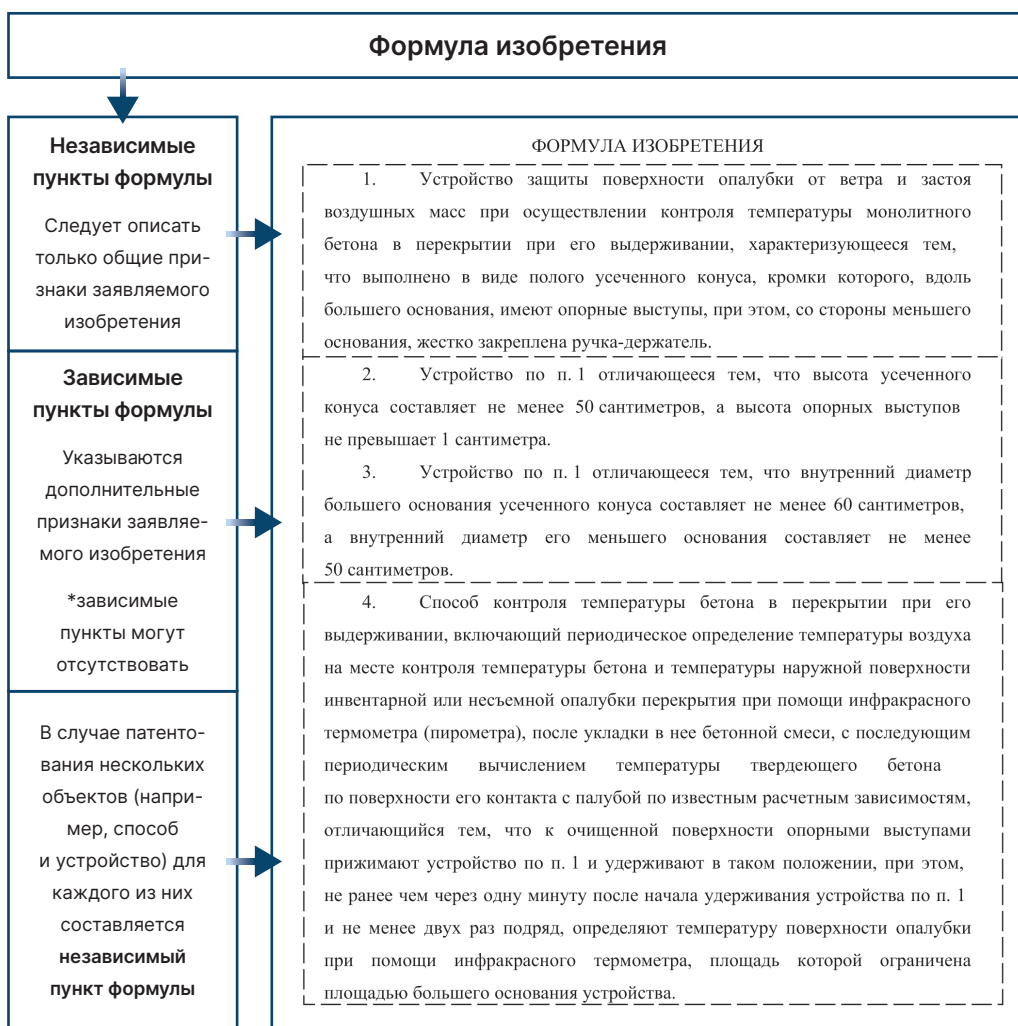 Формула изобретения
Независимые
пункты формулы
Следует описать
только общие при-
знаки заявляемого
изобретения
Зависимые
пункты формулы
Указываются
дополнительные
признаки заявляе-
мого изобретения
*зависимые
пункты могут
отсутствовать
В случае патенто-
вания нескольких
объектов (напри-
мер, способ
и устройство) для
каждого из них
составляется
независимый
пункт формулы
ФОРМУЛА ИЗОБРЕТЕНИЯ
1. Устройство защиты поверхности опалубки от ветра и застоя
воздушных масс при осуществлении контроля температуры монолитного
бетона в перекрытии при его выдерживании, характеризующееся тем,
что выполнено в виде полого усеченного конуса, кромки которого, вдоль
большего основания, имеют опорные выступы, при этом, со стороны меньшего
основания, жестко закреплена ручка-держатель.
2. Устройство по п. 1 отличающееся тем, что высота усеченного
конуса составляет не менее 50 сантиметров, а высота опорных выступов
не превышает 1 сантиметра.
3. Устройство по п. 1 отличающееся тем, что внутренний диаметр
большего основания усеченного конуса составляет не менее 60 сантиметров,
а внутренний диаметр его меньшего основания составляет не менее
50 сантиметров.
4. Способ контроля температуры бетона в перекрытии при его
выдерживании, включающий периодическое определение температуры воздуха
на месте контроля температуры бетона и температуры наружной поверхности
инвентарной или несъемной опалубки перекрытия при помощи инфракрасного
термометра (пирометра), после укладки в нее бетонной смеси, с последующим
периодическим вычислением температуры твердеющего бетона
по поверхности его контакта с палубой по известным расчетным зависимостям,
отличающийся тем, что к очищенной поверхности опорными выступами
прижимают устройство по п. 1 и удерживают в таком положении, при этом,
не ранее чем через одну минуту после начала удерживания устройства по п. 1
и не менее двух раз подряд, определяют температуру поверхности опалубки
при помощи инфракрасного термометра, площадь которой ограничена
площадью большего основания устройства.